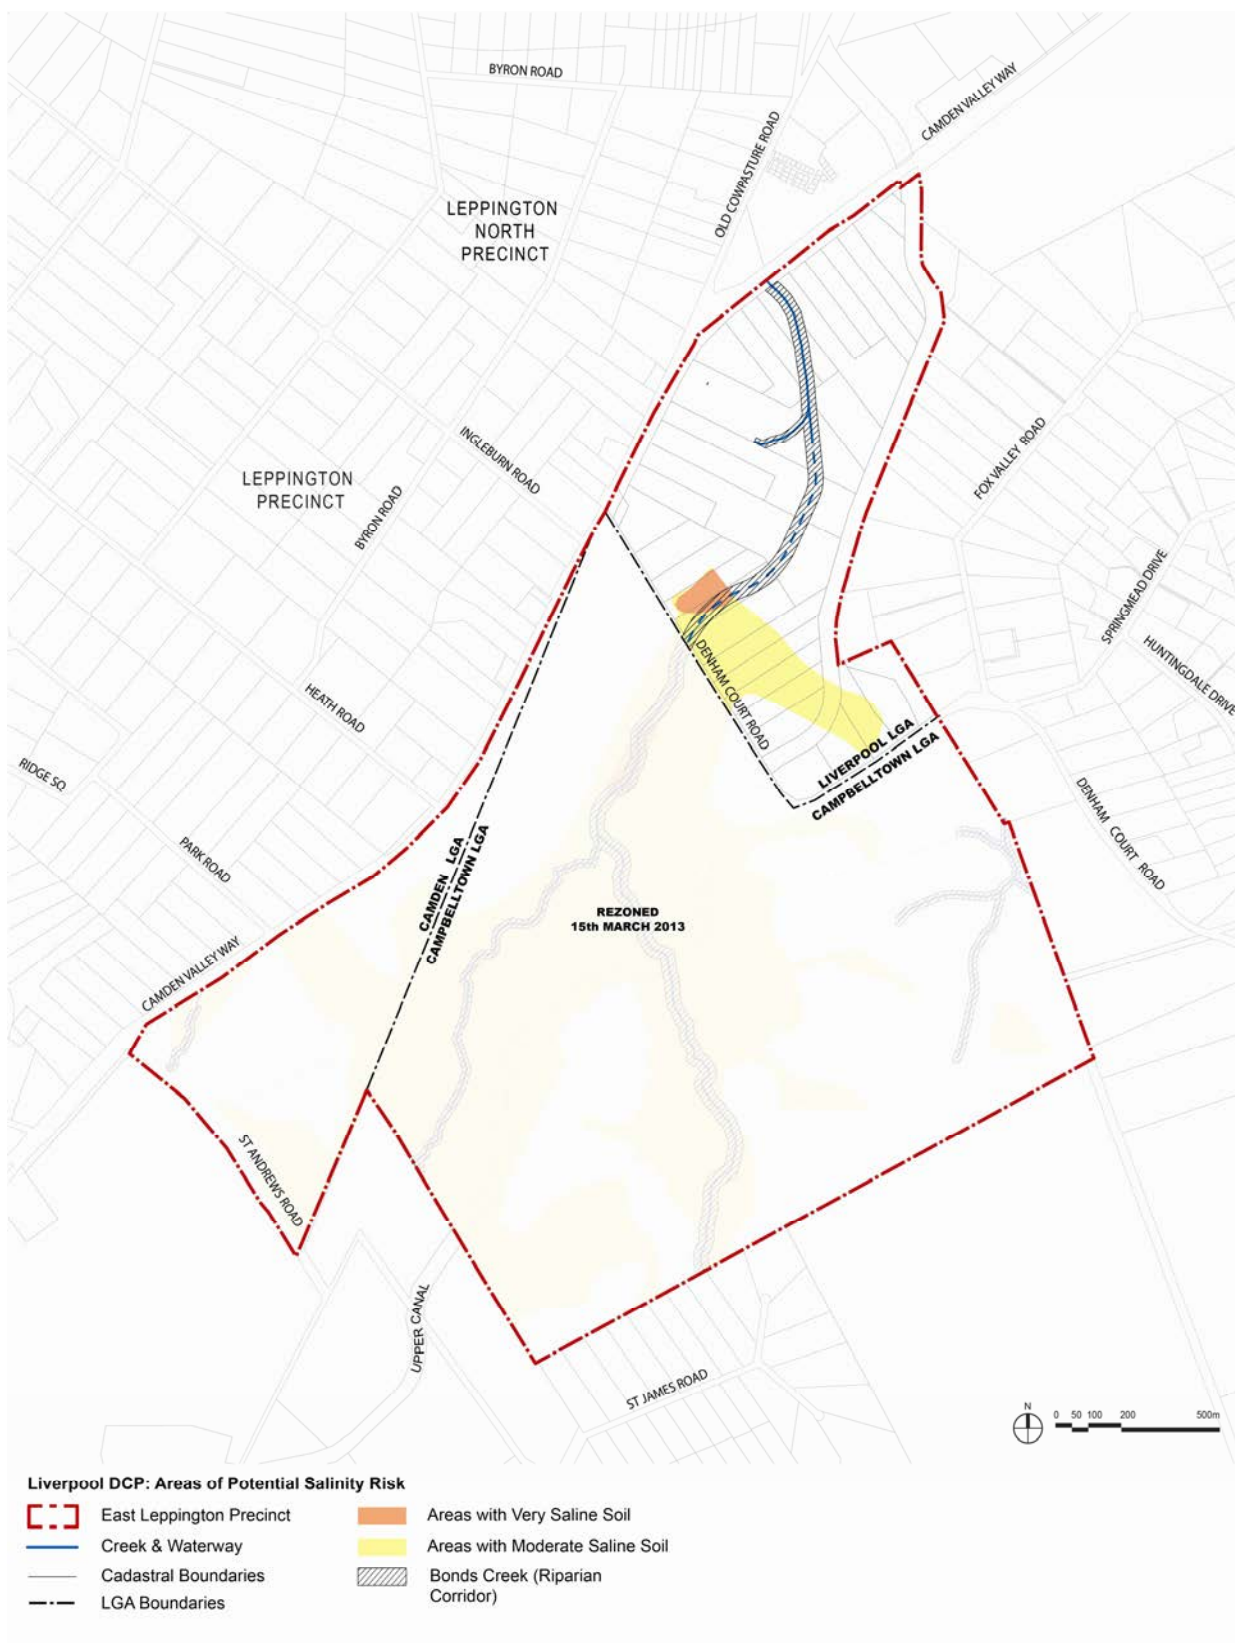 BYRON ROAD
CAMDEN VALLEY WAY
OLD COWPASTURE ROAD
LEPPINGTON
NORTH
PRECINCT
INGLEBURN ROAD
FOX VALLEY ROAD
LEPPINGTON
PRECINCT
BYRON ROAD
SPRINGMEAD DRIVE
HUNTINGDALE DRIVE
DENHAM COURT ROAD
HEATH ROAD
LIVERPOOL LGA
CAMPBELLTOWN LGA
RIDGE SQ
DENHAM COURT ROAD
PARK ROAD
CAMDEN LGA
CAMPBELLTOWN LGA
REZONED
15th MARCH 2013
CAMDEN VALLEY WAY
ST ANDREWS ROAD
UPPER CANAL
ST JAMES ROAD
N
0 50 100 200 500m
Liverpool DCP: Areas of Potential Salinity Risk
East Leppington Precinct
Creek & Waterway
Cadastral Boundaries
LGA Boundaries
Areas with Very Saline Soil
Areas with Moderate Saline Soil
Bonds Creek (Riparian
Corridor)